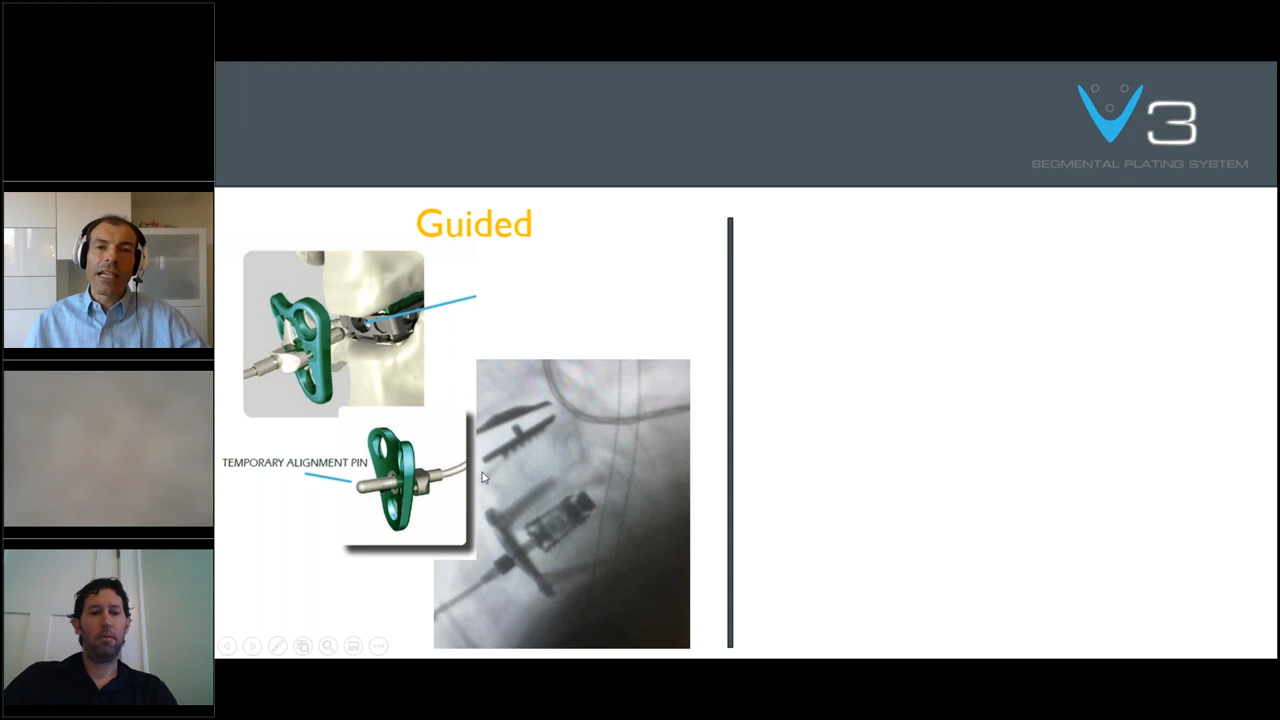 V3
SEGMENTAL PLATING SYSTEM
Guided
TEMPORARY ALIGNMENT PIN